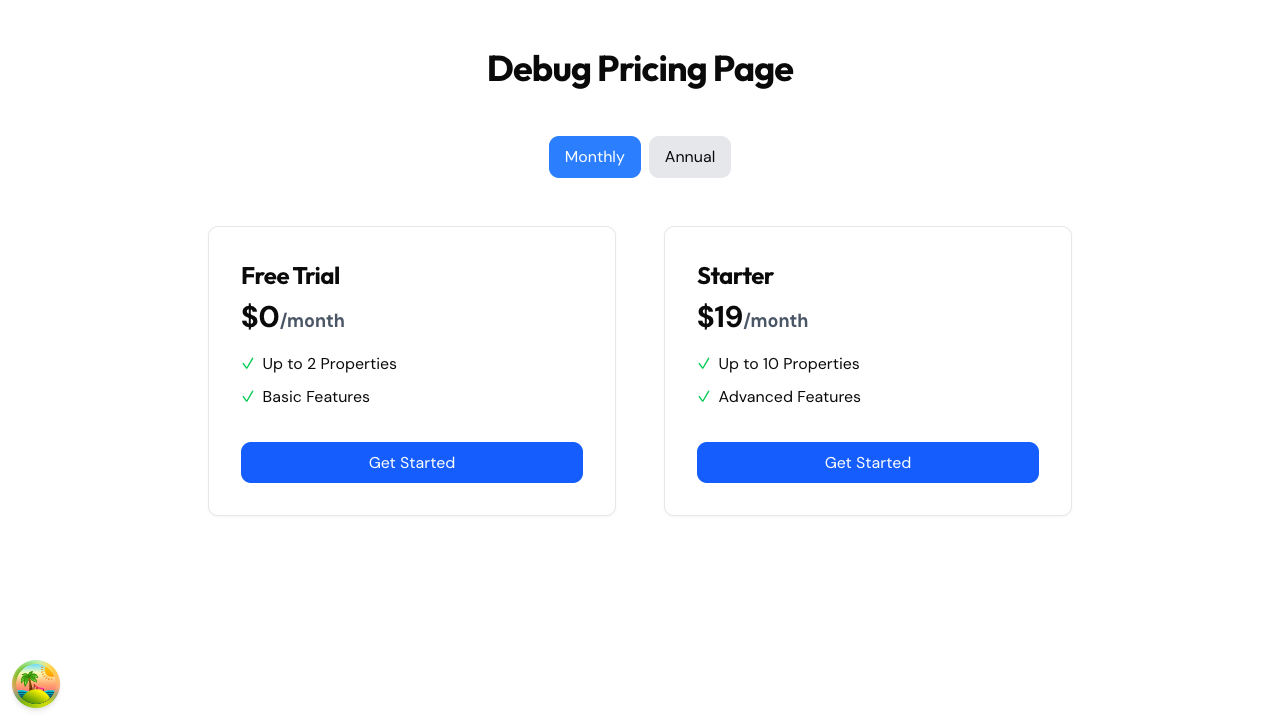 Debug Pricing Page
Monthly Annual
Free Trial
$0/month
✓ Up to 2 Properties
✓ Basic Features
Get Started
Starter
$19/month
✓ Up to 10 Properties
✓ Advanced Features
Get Started